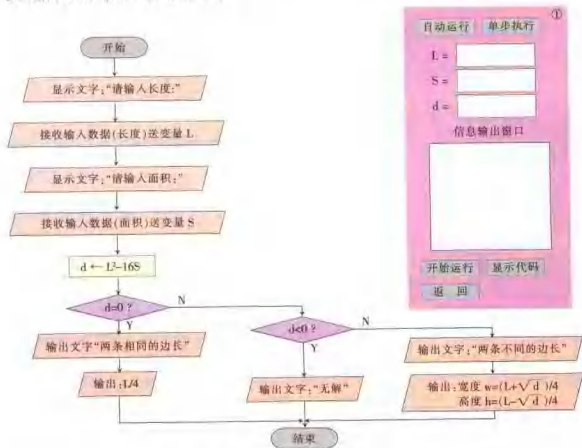 开始
显示文字:“请输入长度:”
接收输入数据(长度)送变量L
显示文字:“请输入面积:”
接收输入数据(面积)送变量S
d ← L²-16S
d=0 ?
N
Y
d<0 ?
N
Y
输出文字“两条相同的边长”
输出:L/4
输出文字:“无解”
输出文字:“两条不同的边长”
输出:宽度 w=(L+√d )/4
高度 h=(L-√d )/4
结束
①
自动运行 单步执行
L =
S =
d =
信息输出窗口
开始运行 显示代码
返 回